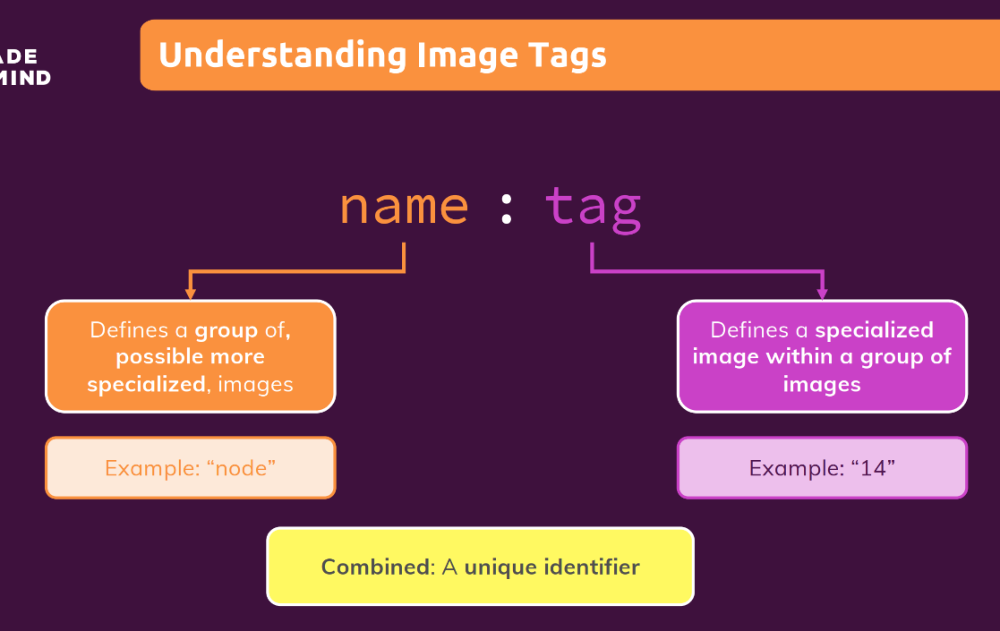 MIND
Understanding Image Tags
name : tag
Defines a group of,
possible more
specialized, images
Defines a specialized
image within a group of
images
Example: “node”
Example: “14”
Combined: A unique identifier